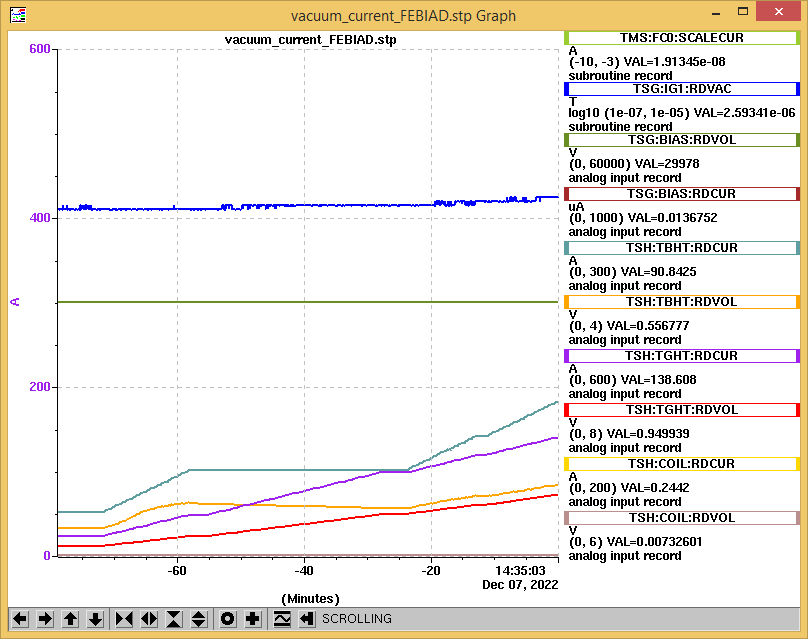 vacuum_current_FEBIAD.stp Graph
vacuum_current_FEBIAD.stp
600
400
200
0
A
-60
-40
-20
14:35:03
Dec 07, 2022
(Minutes)
TMS:FC0:SCALECUR
A
(-10, -3) VAL=1.91345e-08
subroutine record
TSG:IG1:RDVAC
T
log10 (1e-07, 1e-05) VAL=2.59341e-06
subroutine record
TSG:BIAS:RDVOL
V
(0, 60000) VAL=29978
analog input record
TSG:BIAS:RDCUR
uA
(0, 1000) VAL=0.0136752
analog input record
TSH:TBHT:RDCUR
A
(0, 300) VAL=90.8425
analog input record
TSH:TBHT:RDVOL
V
(0, 4) VAL=0.556777
analog input record
TSH:TGHT:RDCUR
A
(0, 600) VAL=138.608
analog input record
TSH:TGHT:RDVOL
V
(0, 8) VAL=0.949939
analog input record
TSH:COIL:RDCUR
A
(0, 200) VAL=0.2442
analog input record
TSH:COIL:RDVOL
V
(0, 6) VAL=0.00732601
analog input record
SCROLLING